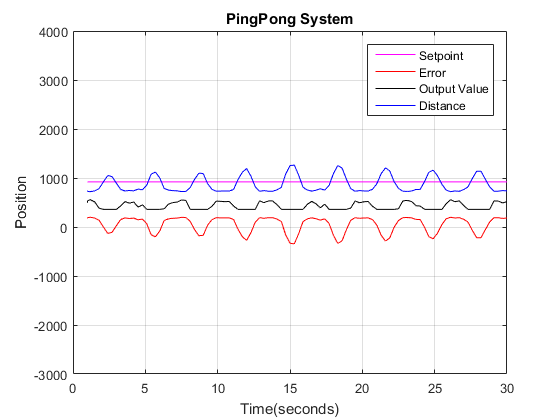 PingPong System
Setpoint
Error
Output Value
Distance
4000
3000
2000
1000
0
-1000
-2000
-3000
Position
0 5 10 15 20 25 30
Time(seconds)